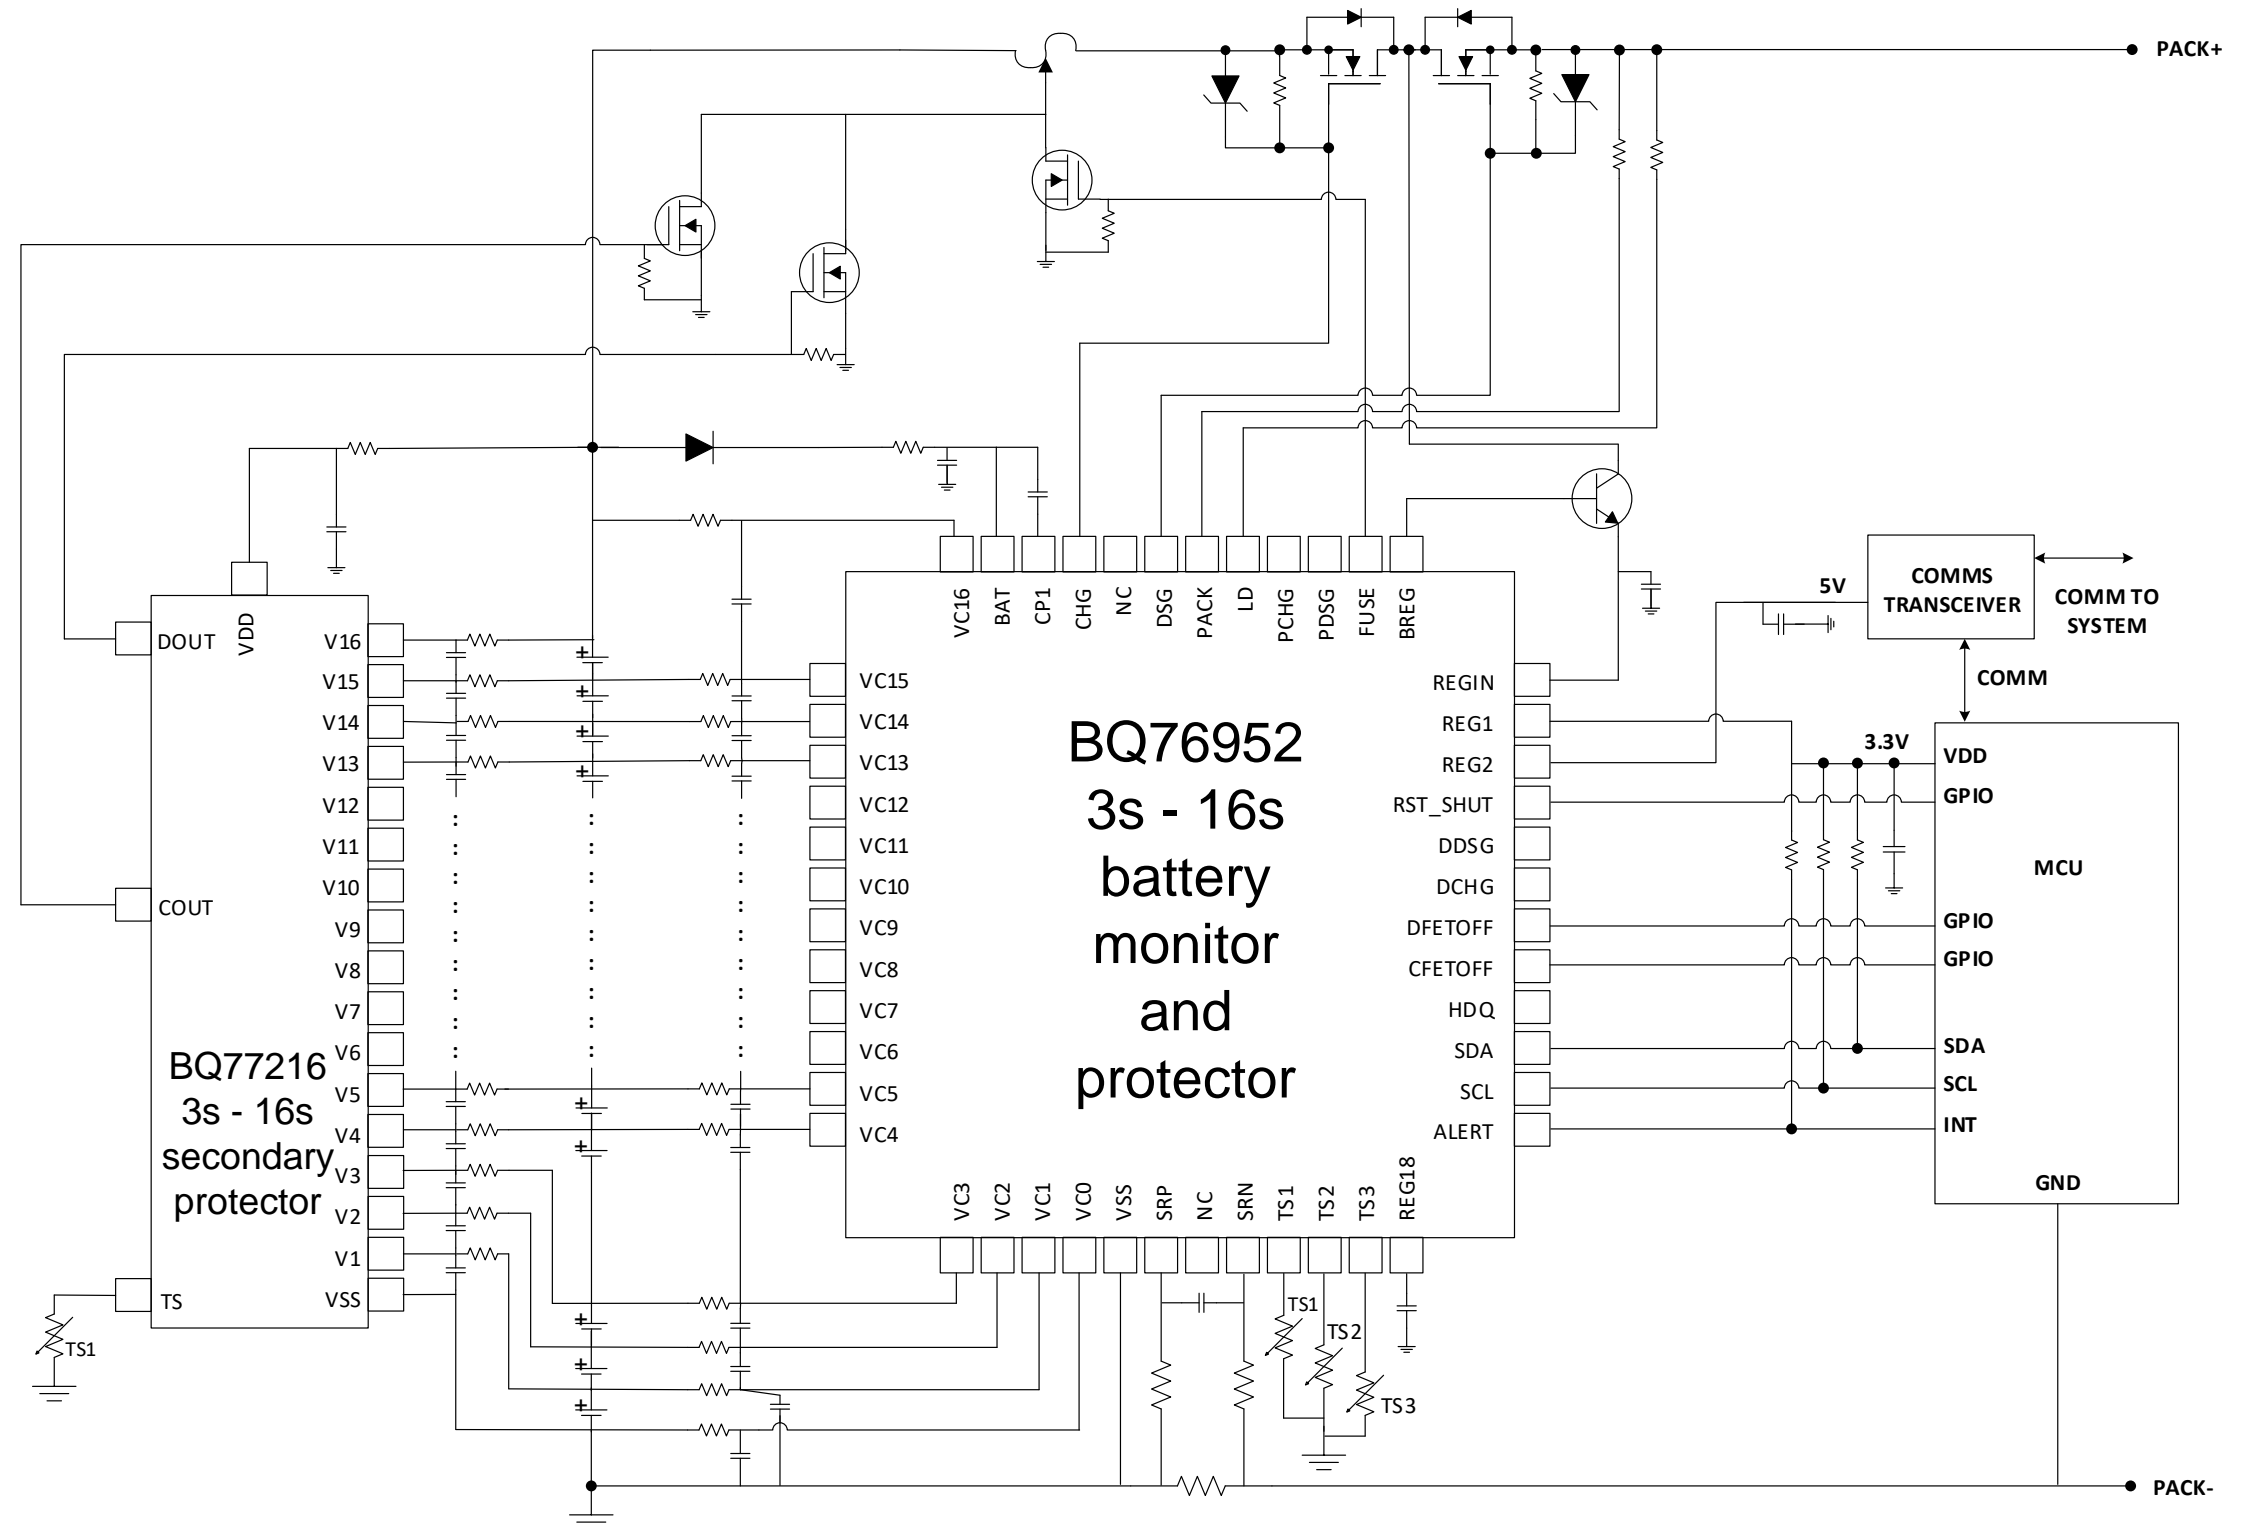 PACK+
VDD
DOUT
COUT
TS
TS1
V16
V15
V14
V13
V12
V11
V10
V9
V8
V7
V6
V5
V4
V3
V2
V1
VSS
BQ77216
3s - 16s
secondary
protector
+
+
+
+
+
+
+
+
+
VC16
BAT
CP1
CHG
NC
DSG
PACK
LD
PCHG
PDSG
FUSE
BREG
VC15
VC14
VC13
VC12
VC11
VC10
VC9
VC8
VC7
VC6
VC5
VC4
BQ76952
3s - 16s
battery
monitor
and
protector
REGIN
REG1
REG2
RST_SHUT
DDSG
DCHG
DFETOFF
CFETOFF
HDQ
SDA
SCL
ALERT
VC3
VC2
VC1
VC0
VSS
SRP
NC
SRN
TS1
TS2
TS3
REG18
TS1
TS2
TS3
5V
COMMS
TRANSCEIVER
COMM TO
SYSTEM
COMM
3.3V
VDD
GPIO
MCU
GPIO
GPIO
SDA
SCL
INT
GND
PACK-